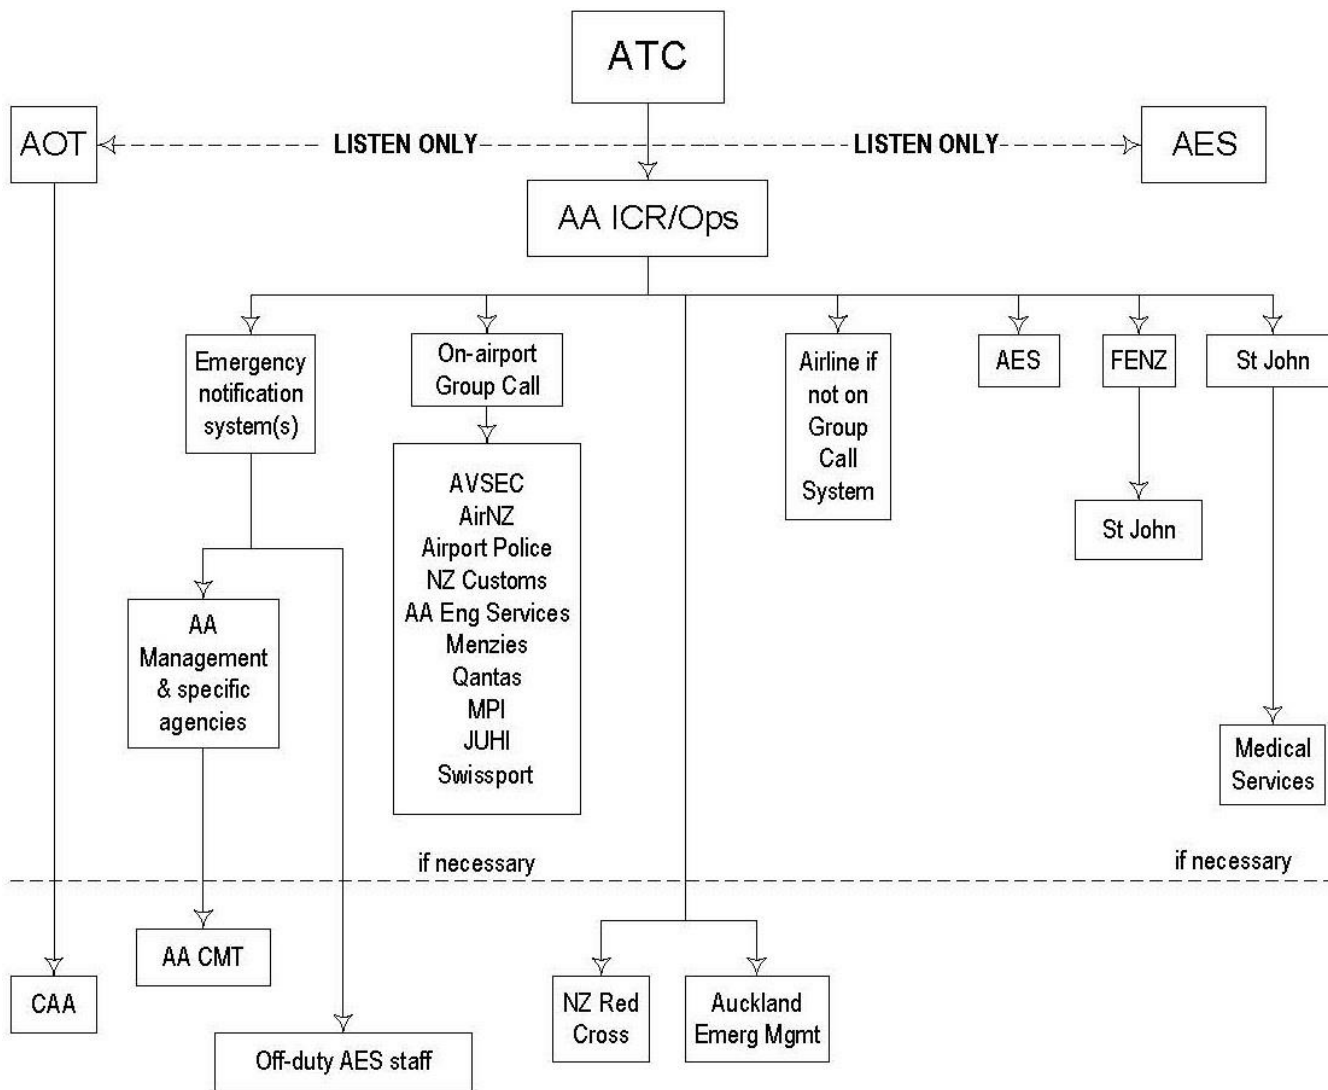 ATC
AOT
LISTEN ONLY
LISTEN ONLY
AES
AA ICR/Ops
Emergency
notification
system(s)
On-airport
Group Call
Airline if
not on
Group
Call
System
AES
FENZ
St John
AVSEC
AirNZ
Airport Police
NZ Customs
AA Eng Services
Menzies
Qantas
MPI
JUHI
Swissport
St John
AA
Management
& specific
agencies
Medical
Services
if necessary
if necessary
AA CMT
CAA
NZ Red
Cross
Auckland
Emerg Mgmt
Off-duty AES staff